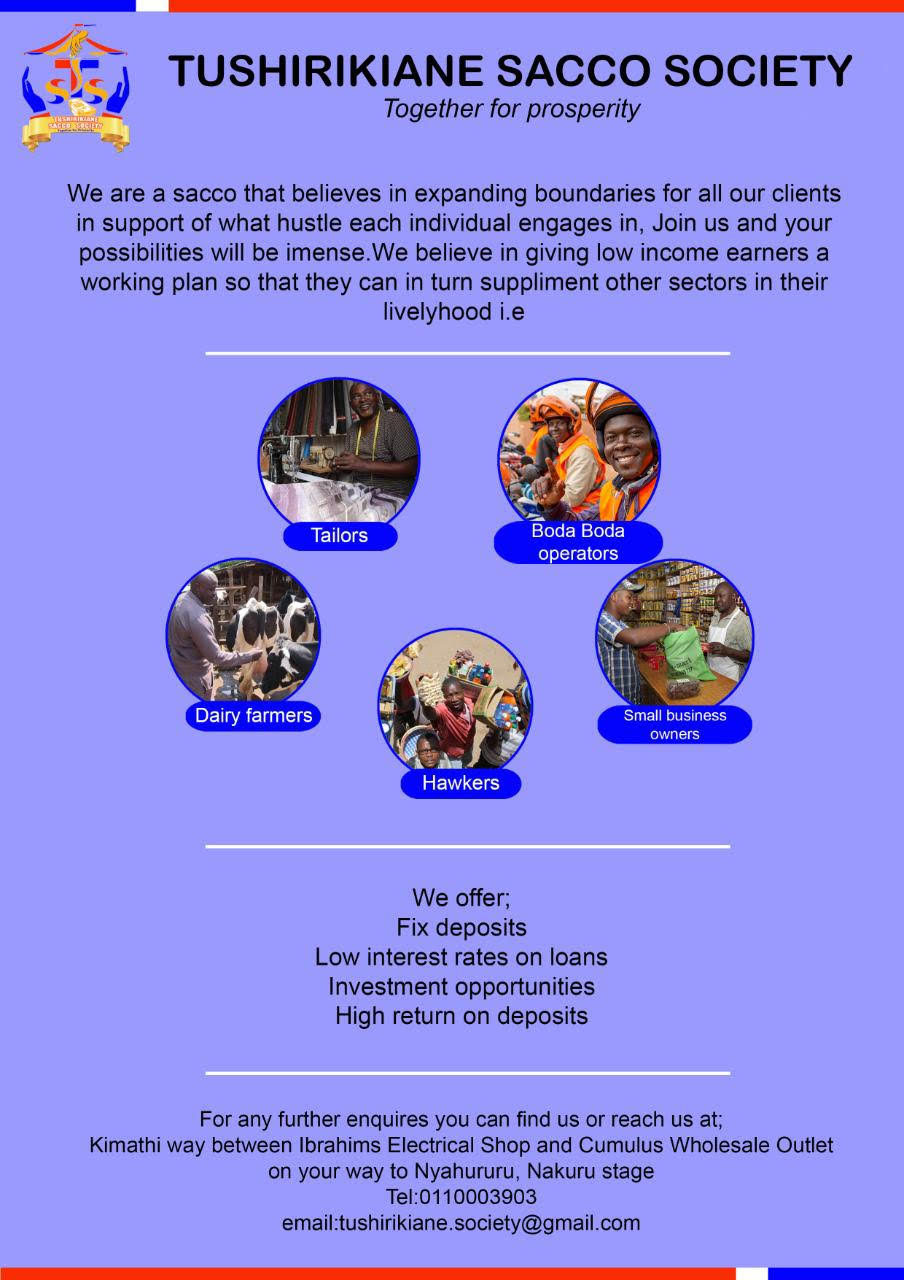 TUSHIRIKIANE
SACCO SOCIETY
TUSHIRIKIANE SACCO SOCIETY
Together for prosperity
We are a sacco that believes in expanding boundaries for all our clients
in support of what hustle each individual engages in, Join us and your
possibilities will be imense.We believe in giving low income earners a
working plan so that they can in turn suppliment other sectors in their
livelyhood i.e
Tailors
Boda Boda
operators
Dairy farmers
Hawkers
Small business
owners
We offer;
Fix deposits
Low interest rates on loans
Investment opportunities
High return on deposits
For any further enquires you can find us or reach us at;
Kimathi way between Ibrahims Electrical Shop and Cumulus Wholesale Outlet
on your way to Nyahururu, Nakuru stage
Tel:0110003903
email:tushirikiane.society@gmail.com